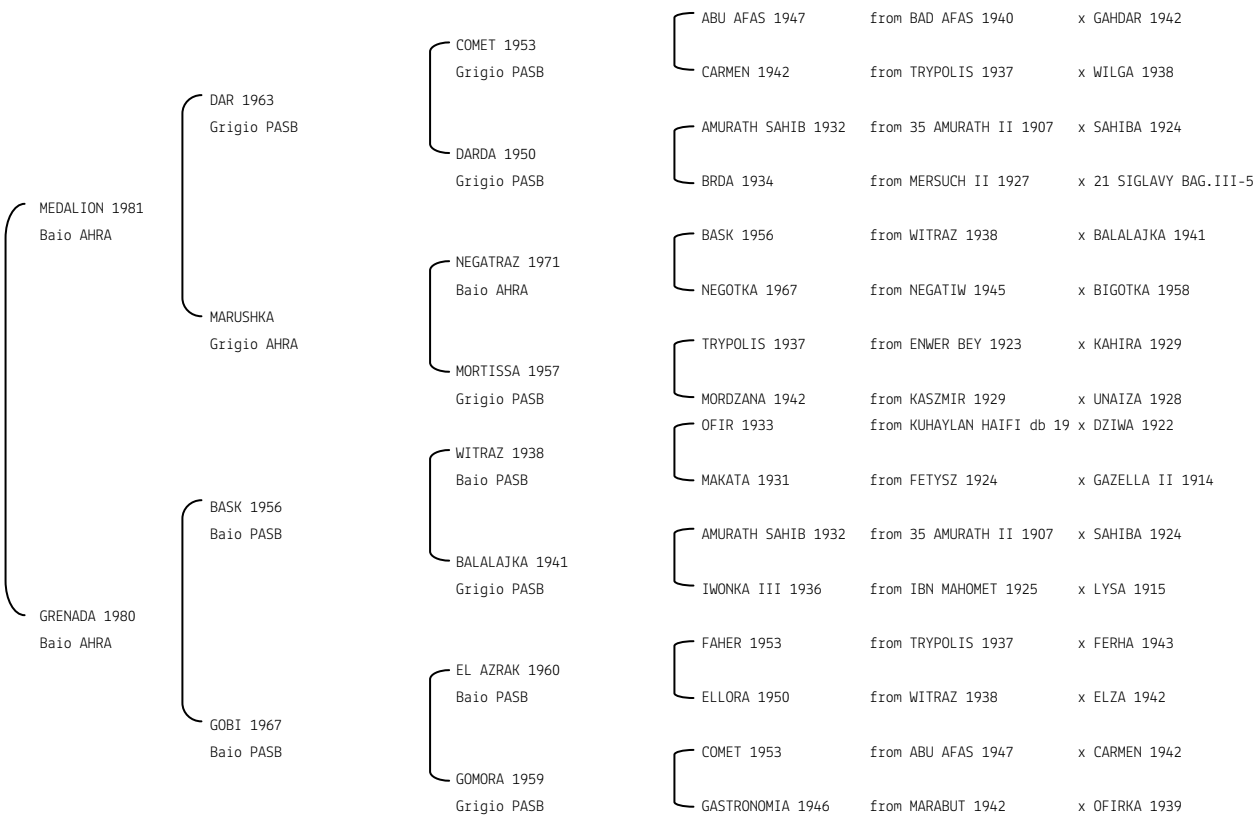 ABU AFAS 1947 from BAD AFAS 1940 x GAHDAR 1942
COMET 1953
Grigio PASB CARMEN 1942 from TRYPOLIS 1937 x WILGA 1938
DAR 1963
Grigio PASB AMURATH SAHIB 1932 from 35 AMURATH II 1907 x SAHIBA 1924
DARDA 1950
Grigio PASB BRDA 1934 from MERSUCH II 1927 x 21 SIGLAVY BAG.III-5
MEDALION 1981
Baio AHRA BASK 1956 from WITRAZ 1938 x BALALAJKA 1941
NEGATRAZ 1971
Baio AHRA NEGOTKA 1967 from NEGATIW 1945 x BIGOTKA 1958
MARUSHKA
Grigio AHRA TRYPOLIS 1937 from ENWER BEY 1923 x KAHIRA 1929
MORTISSA 1957
Grigio PASB MORDZANA 1942 from KASZMIR 1929 x UNAIZA 1928
OFIR 1933 from KUHAYLAN HAIFI db 19 x DZIWA 1922
WITRAZ 1938
Baio PASB MAKATA 1931 from FETYSZ 1924 x GAZELLA II 1914
BASK 1956
Baio PASB AMURATH SAHIB 1932 from 35 AMURATH II 1907 x SAHIBA 1924
BALALAJKA 1941
Grigio PASB IWONKA III 1936 from IBN MAHOMET 1925 x LYSA 1915
GRENADA 1980
Baio AHRA FAHER 1953 from TRYPOLIS 1937 x FERHA 1943
EL AZRAK 1960
Baio PASB ELLORA 1950 from WITRAZ 1938 x ELZA 1942
GOBI 1967
Baio PASB COMET 1953 from ABU AFAS 1947 x CARMEN 1942
GOMORA 1959
Grigio PASB GASTRONOMIA 1946 from MARABUT 1942 x OFIRKA 1939